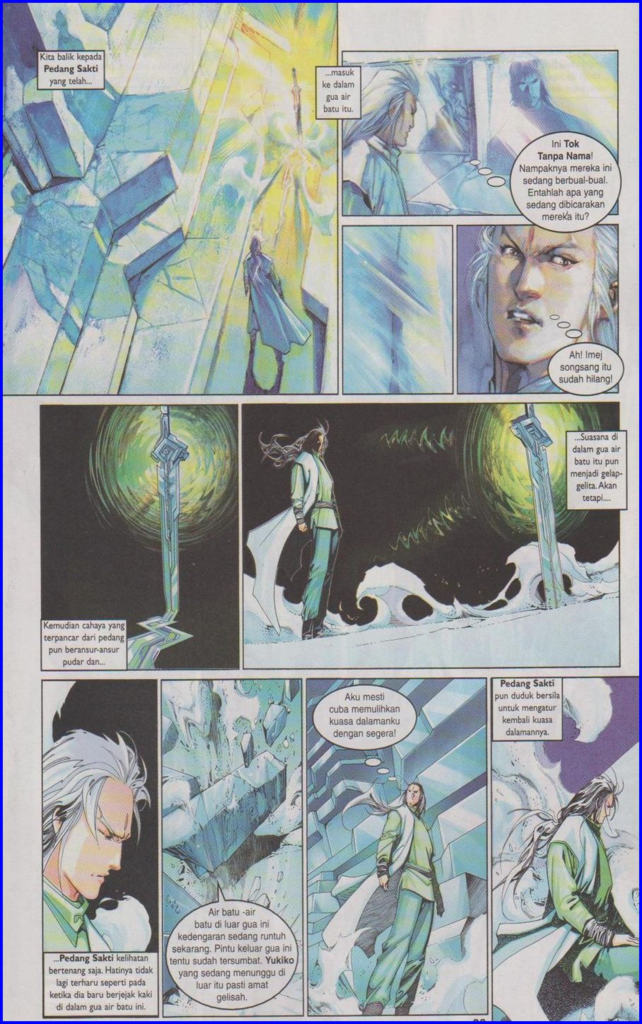 Kita balik kepada
Pedang Sakti
yang telah...
...masuk
ke dalam
gua air
batu itu.
Ini Tok
Tanpa Nama!
Nampaknya mereka ini
sedang berbual-bual.
Entahlah apa yang
sedang dibicarakan
mereka itu?
Ah! Imej
songsang itu
sudah hilang!
Kemudian cahaya yang
terpancar dari pedang
pun beransur-ansur
pudar dan...
...Suasana di
dalam gua air
batu itu pun
menjadi gelap-
gelita. Akan
tetapi....
...Pedang Sakti kelihatan
bertenang saja. Hatinya tidak
lagi terharu seperti pada
ketika dia baru berjejak kaki
di dalam gua air batu ini.
Air batu -air
batu di luar gua ini
kedengaran sedang runtuh
sekarang. Pintu keluar gua ini
tentu sudah tersumbat. Yukiko
yang sedang menunggu di
luar itu pasti amat
gelisah.
Aku mesti
cuba memulihkan
kuasa dalamanku
dengan segera!
Pedang Sakti
pun duduk bersila
untuk mengatur
kembali kuasa
dalamannya.